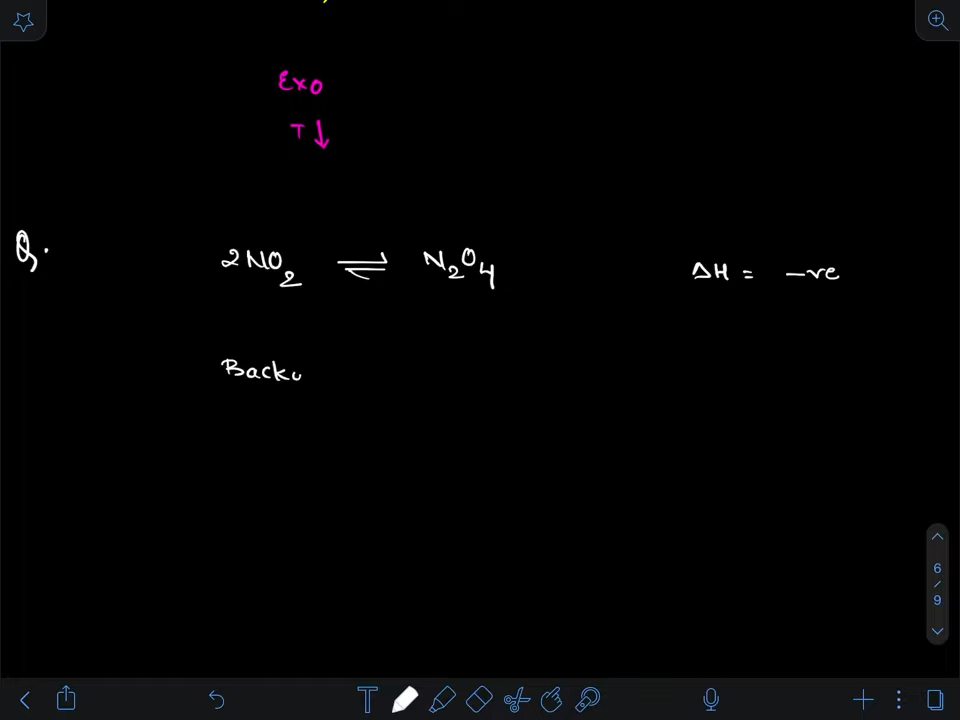 Exo
T ↓
Q.
2NO₂ ⇌ N₂O₄ ΔH = -ve
Back
6
/
9
T